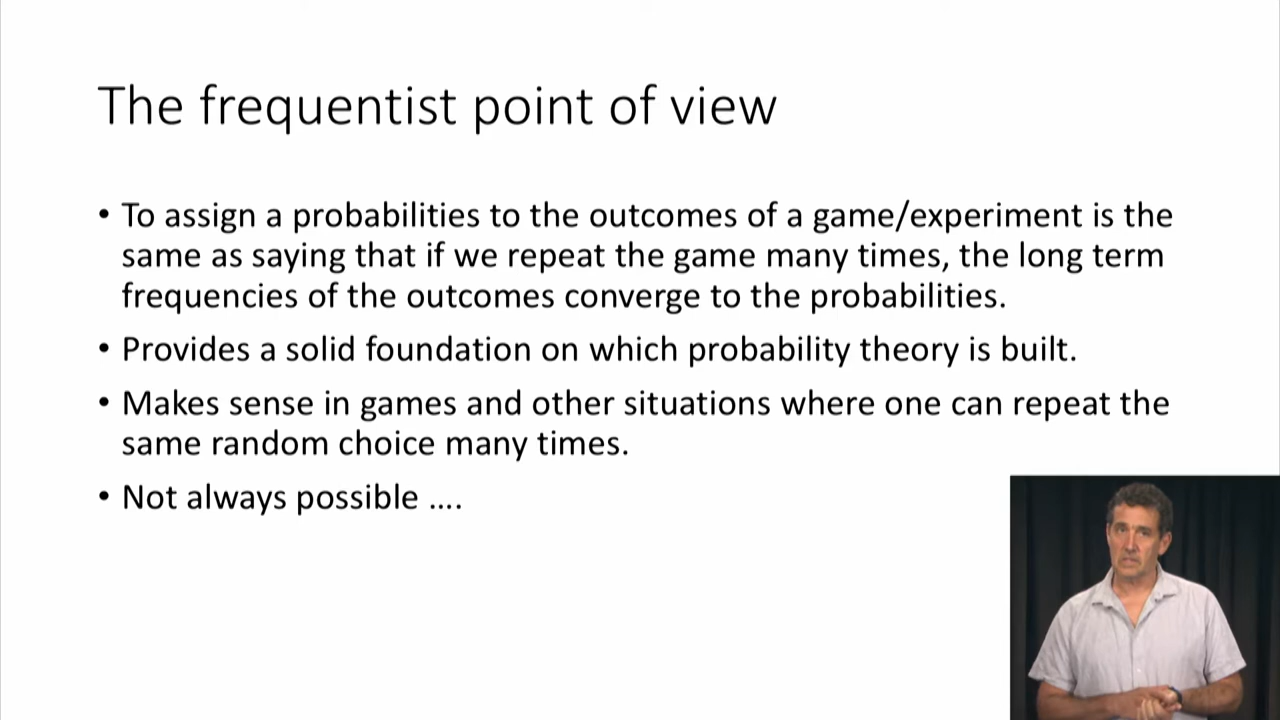 The frequentist point of view
• To assign a probabilities to the outcomes of a game/experiment is the
same as saying that if we repeat the game many times, the long term
frequencies of the outcomes converge to the probabilities.
• Provides a solid foundation on which probability theory is built.
• Makes sense in games and other situations where one can repeat the
same random choice many times.
• Not always possible ....